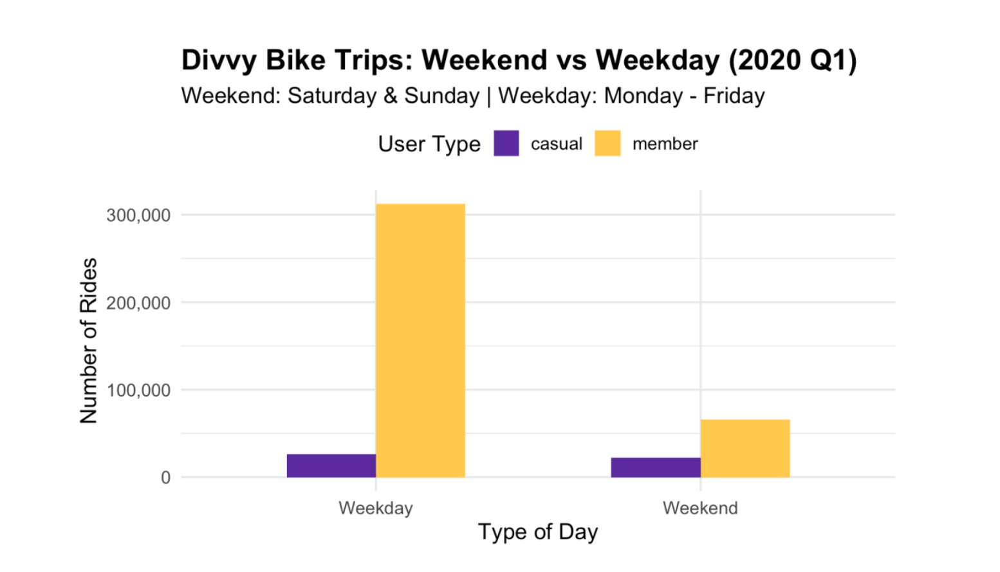 Divvy Bike Trips: Weekend vs Weekday (2020 Q1)
Weekend: Saturday & Sunday | Weekday: Monday - Friday
User Type casual member
Number of Rides
300,000
200,000
100,000
0
Weekday Weekend
Type of Day